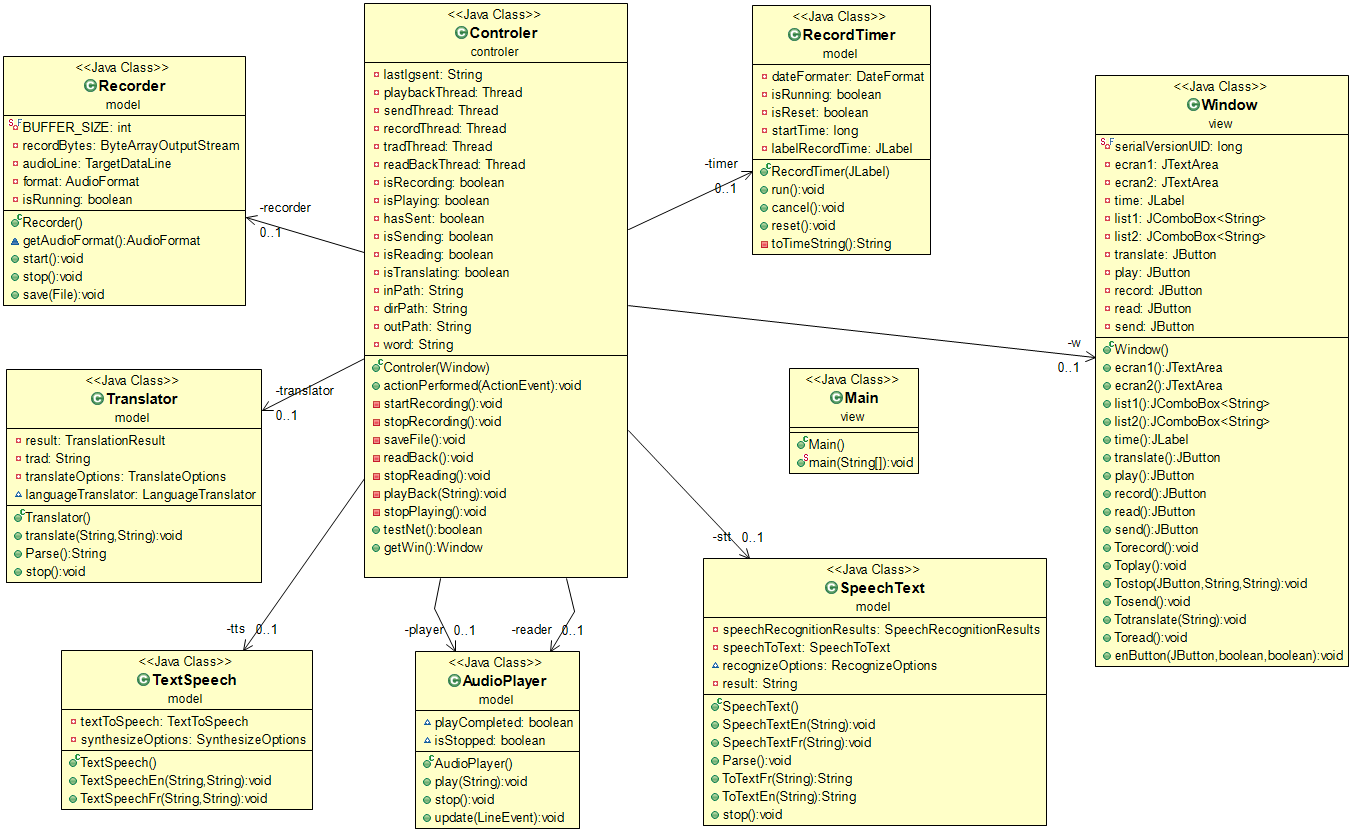 <<Java Class>>
Recorder
model
BUFFER_SIZE: int
recordBytes: ByteArrayOutputStream
audioLine: TargetDataLine
format: AudioFormat
isRunning: boolean
Recorder()
getAudioFormat():AudioFormat
start():void
stop():void
save(File):void
<<Java Class>>
Controler
controler
lastIgsent: String
playbackThread: Thread
sendThread: Thread
recordThread: Thread
tradThread: Thread
readBackThread: Thread
isRecording: boolean
isPlaying: boolean
hasSent: boolean
isSending: boolean
isReading: boolean
isTranslating: boolean
inPath: String
dirPath: String
outPath: String
word: String
Controler(Window)
actionPerformed(ActionEvent):void
startRecording():void
stopRecording():void
saveFile():void
readBack():void
stopReading():void
playBack(String):void
stopPlaying():void
testNet():boolean
getWin():Window
<<Java Class>>
RecordTimer
model
dateFormater: DateFormat
isRunning: boolean
isReset: boolean
startTime: long
labelRecordTime: JLabel
RecordTimer(JLabel)
run():void
cancel():void
reset():void
toTimeString():String
<<Java Class>>
Window
view
serialVersionUID: long
ecran1: JTextArea
ecran2: JTextArea
time: JLabel
list1: JComboBox<String>
list2: JComboBox<String>
translate: JButton
play: JButton
record: JButton
read: JButton
send: JButton
Window()
ecran1():JTextArea
ecran2():JTextArea
list1():JComboBox<String>
list2():JComboBox<String>
time():JLabel
translate():JButton
play():JButton
record():JButton
read():JButton
send():JButton
Torecord():void
Toplay():void
Tostop(JButton,String,String):void
Tosend():void
Totranslate(String):void
Toread():void
enButton(JButton,boolean,boolean):void
-recorder
0..1
-timer
0..1
-w
0..1
-translator
0..1
-stt 0..1
-tts 0..1
-player 0..1
-reader 0..1
<<Java Class>>
Translator
model
result: TranslationResult
trad: String
translateOptions: TranslateOptions
languageTranslator: LanguageTranslator
Translator()
translate(String,String):void
Parse():String
stop():void
<<Java Class>>
Main
view
Main()
main(String[]):void
<<Java Class>>
TextSpeech
model
textToSpeech: TextToSpeech
synthesizeOptions: SynthesizeOptions
TextSpeech()
TextSpeechEn(String,String):void
TextSpeechFr(String,String):void
<<Java Class>>
AudioPlayer
model
playCompleted: boolean
isStopped: boolean
AudioPlayer()
play(String):void
stop():void
update(LineEvent):void
<<Java Class>>
SpeechText
model
speechRecognitionResults: SpeechRecognitionResults
speechToText: SpeechToText
recognizeOptions: RecognizeOptions
result: String
SpeechText()
SpeechTextEn(String):void
SpeechTextFr(String):void
Parse():void
ToTextFr(String):String
ToTextEn(String):String
stop():void